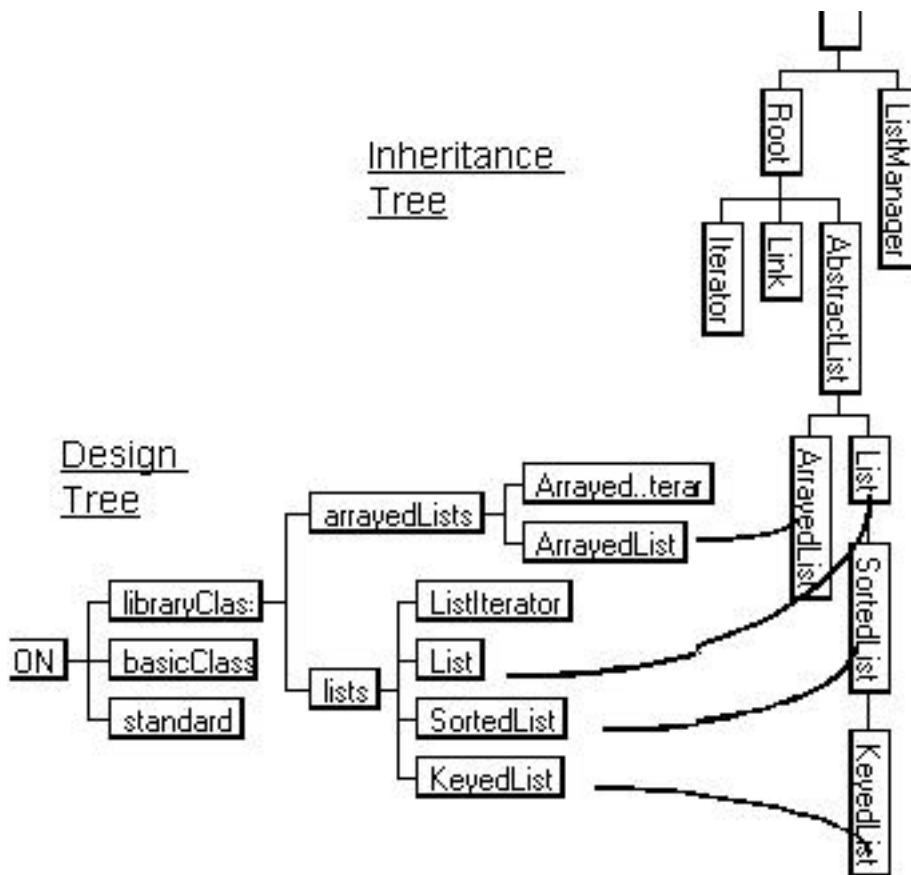 Inheritance
Tree
Root
ListManager
Iterator
Link
AbstractList
ArrayedList
List
SortedList
KeyedList
Design
Tree
ON
libraryClas
basicClass
standard
arrayedLists
lists
Arrayed..terar
ArrayedList
ListIterator
List
SortedList
KeyedList